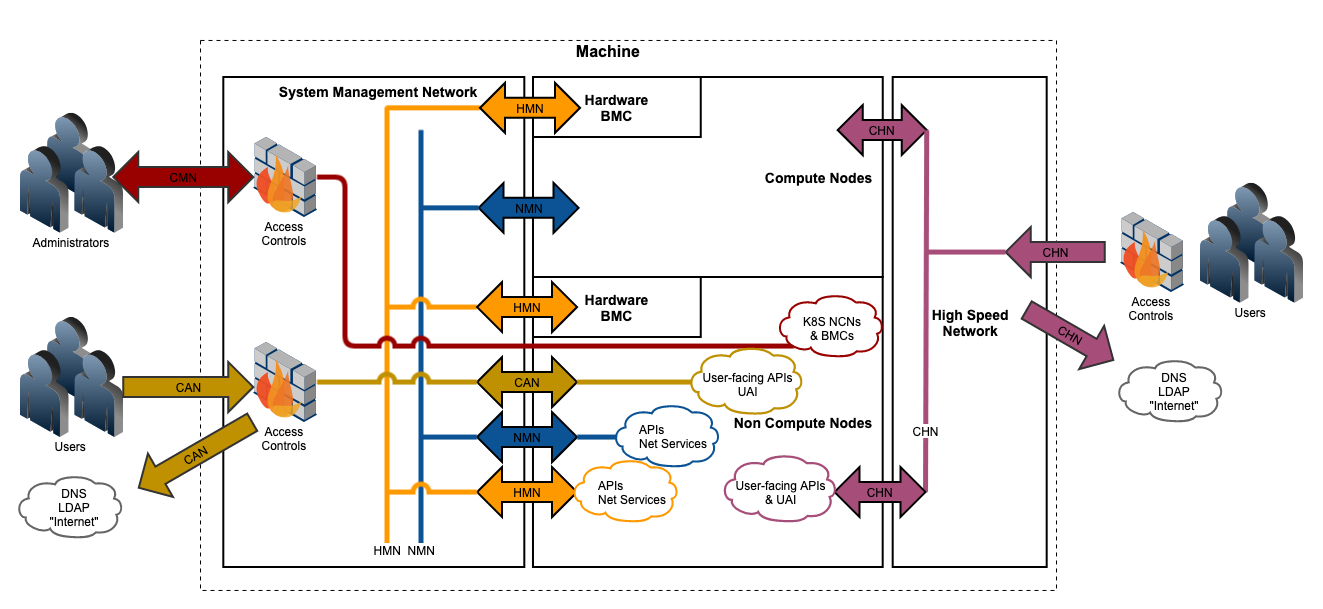 Machine
System Management Network
HMN
Hardware
BMC
CHN
CMN
Compute Nodes
NMN
Administrators
Access
Controls
CHN
Access
Controls
Users
HMN
Hardware
BMC
K8S NCNs
& BMCs
High Speed
Network
CHN
CAN
CAN
User-facing APIs
UAI
DNS
LDAP
"Internet"
Users
Access
Controls
Non Compute Nodes
CHN
NMN
APIs
Net Services
CAN
DNS
LDAP
"Internet"
HMN
APIs
Net Services
User-facing APIs
& UAI
CHN
HMN
NMN